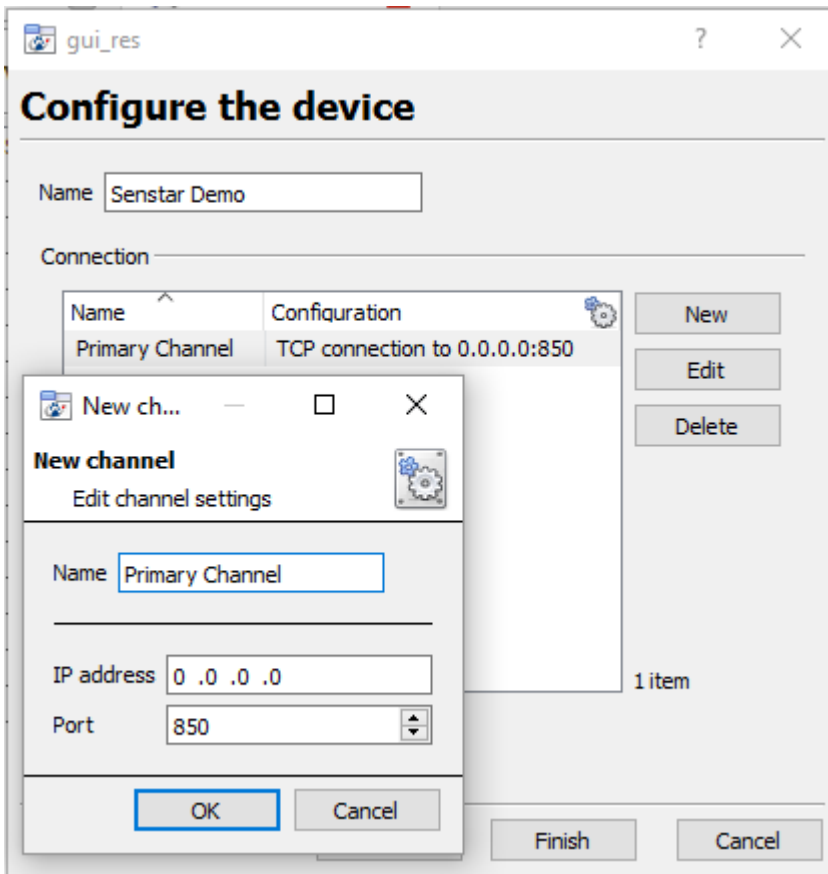 gui_res
Configure the device
Name Senstar Demo
Connection
Name Configuration
Primary Channel TCP connection to 0.0.0.0:850
New
Edit
Delete
1 item
New ch...
New channel
Edit channel settings
Name Primary Channel
IP address 0 .0 .0 .0
Port 850
OK Cancel
Finish Cancel